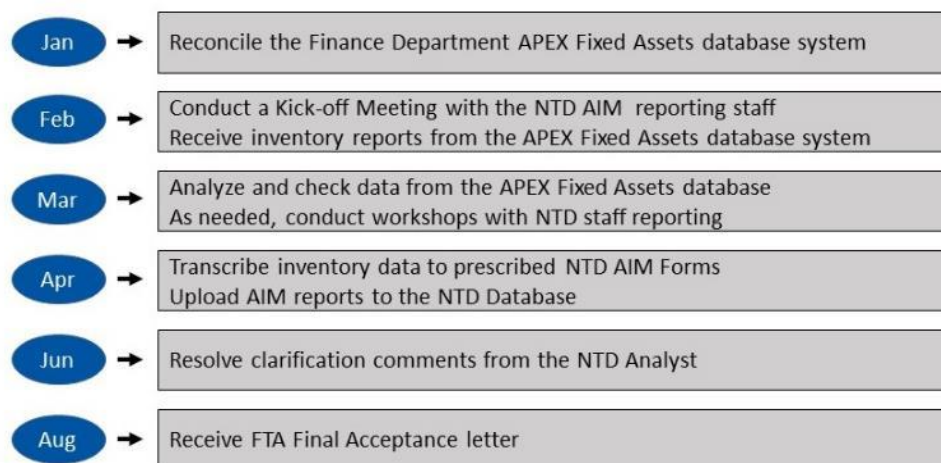 Jan
Reconcile the Finance Department APEX Fixed Assets database system
Feb
Conduct a Kick-off Meeting with the NTD AIM reporting staff
Receive inventory reports from the APEX Fixed Assets database system
Mar
Analyze and check data from the APEX Fixed Assets database
As needed, conduct workshops with NTD staff reporting
Apr
Transcribe inventory data to prescribed NTD AIM Forms
Upload AIM reports to the NTD Database
Jun
Resolve clarification comments from the NTD Analyst
Aug
Receive FTA Final Acceptance letter